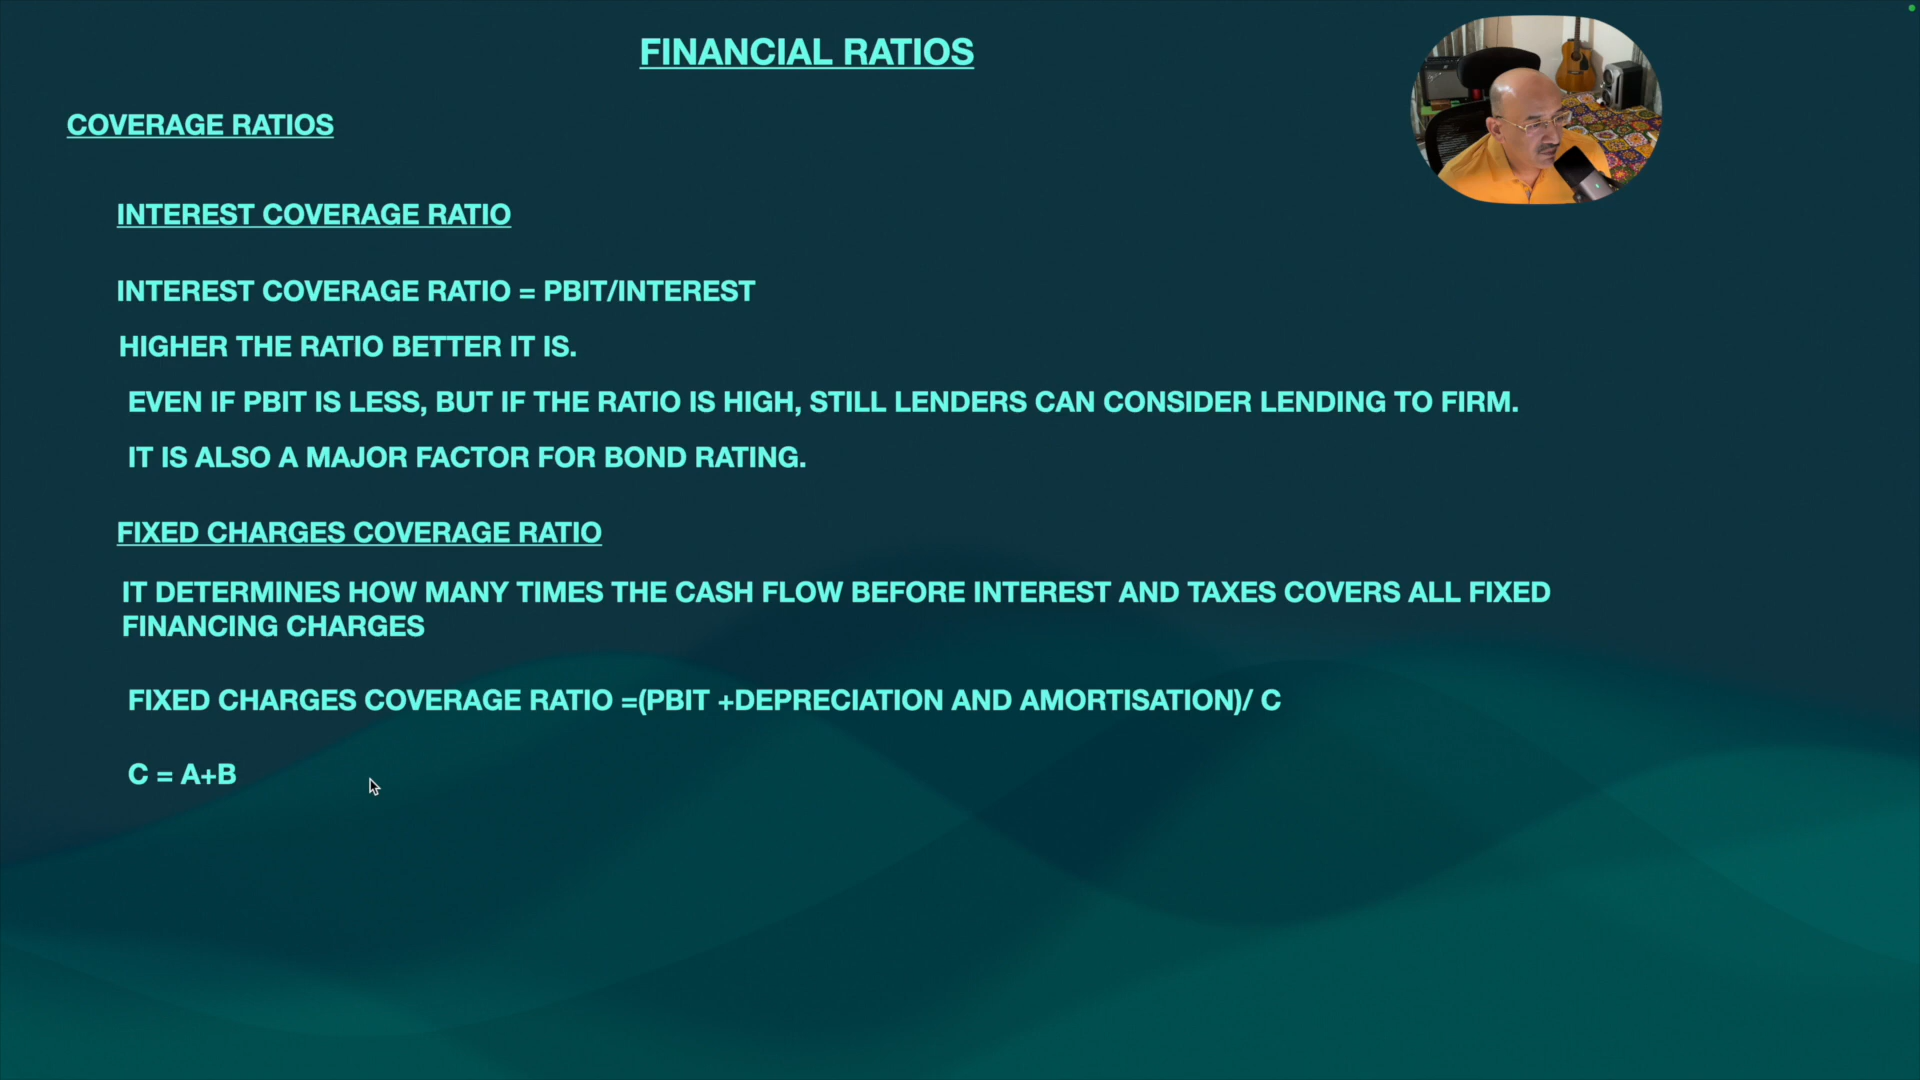 FINANCIAL RATIOS
COVERAGE RATIOS
INTEREST COVERAGE RATIO
INTEREST COVERAGE RATIO = PBIT/INTEREST
HIGHER THE RATIO BETTER IT IS.
EVEN IF PBIT IS LESS, BUT IF THE RATIO IS HIGH, STILL LENDERS CAN CONSIDER LENDING TO FIRM.
IT IS ALSO A MAJOR FACTOR FOR BOND RATING.
FIXED CHARGES COVERAGE RATIO
IT DETERMINES HOW MANY TIMES THE CASH FLOW BEFORE INTEREST AND TAXES COVERS ALL FIXED
FINANCING CHARGES
FIXED CHARGES COVERAGE RATIO =(PBIT +DEPRECIATION AND AMORTISATION)/ C
C = A+B